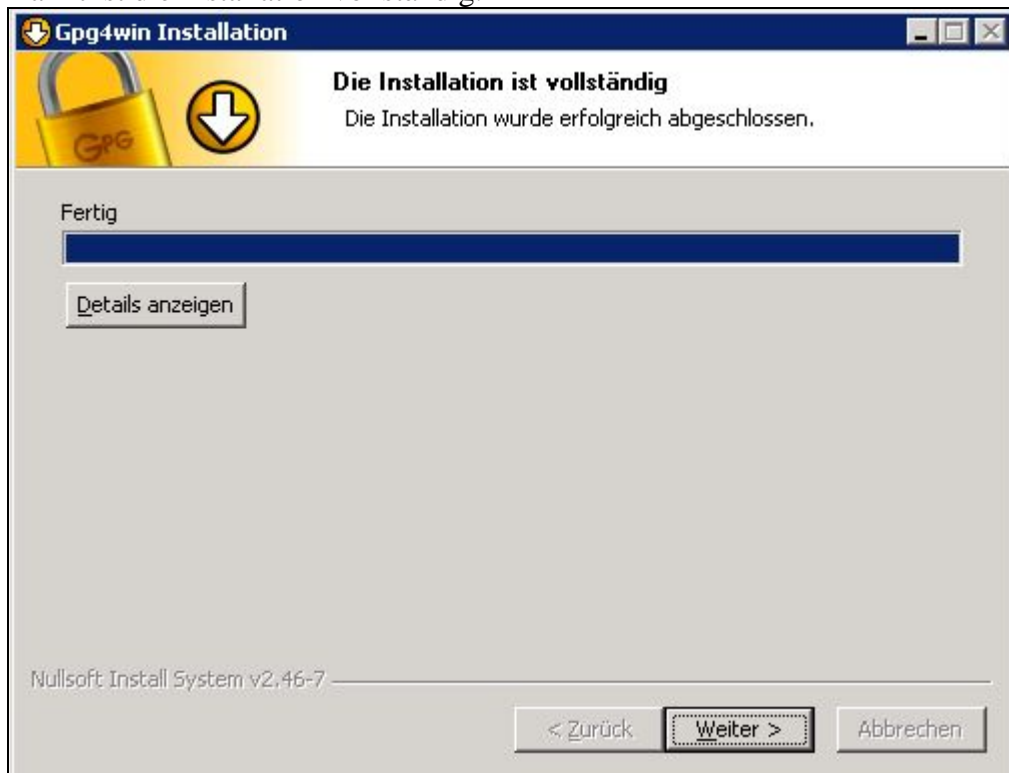 Gpg4win Installation
Die Installation ist vollständig
Die Installation wurde erfolgreich abgeschlossen.
GPG
Fertig
Details anzeigen
Nullsoft Install System v2.46-7
< Zurück
Weiter >
Abbrechen